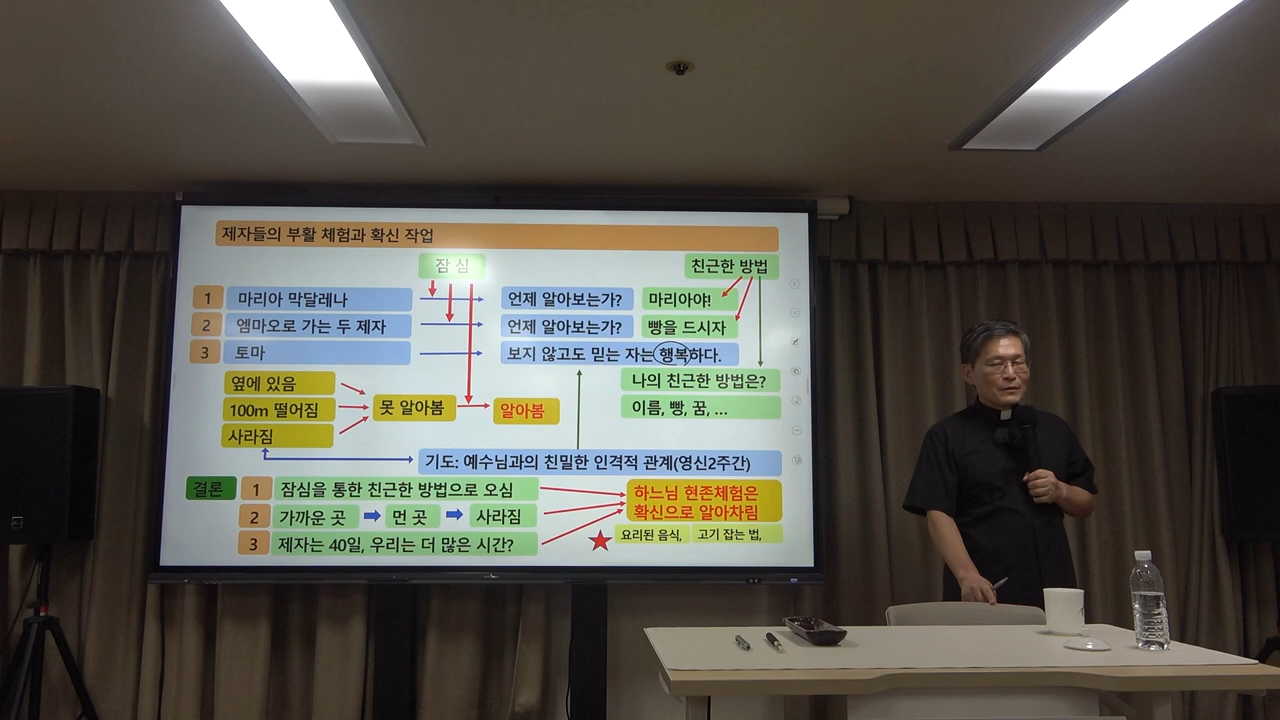 제자들의 부활 체험과 확신 작업
잠 심
친근한 방법
1 마리아 막달레나 언제 알아보는가? 마리아야!
2 엠마오로 가는 두 제자 언제 알아보는가? 빵을 드시자
3 토마 보지 않고도 믿는 자는 행복하다.
옆에 있음
100m 떨어짐
사라짐
못 알아봄
알아봄
나의 친근한 방법은?
이름, 빵, 꿈, ...
기도: 예수님과의 친밀한 인격적 관계(영신2주간)
결론
1 잠심을 통한 친근한 방법으로 오심
2 가까운 곳 먼 곳 사라짐
3 제자는 40일, 우리는 더 많은 시간?
하느님 현존체험은
확신으로 알아차림
요리된 음식, 고기 잡는 법,